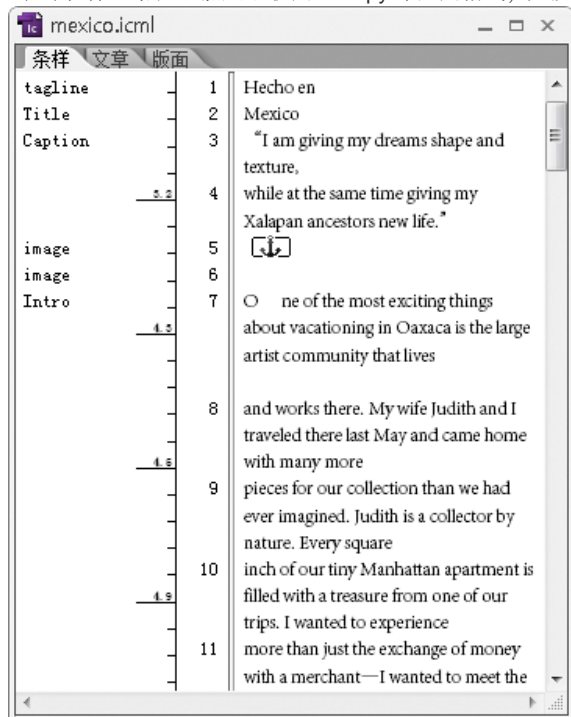 mexico.icml
条样 文章 版面
tagline 1 Hecho en
Title 2 Mexico
Caption 3 “I am giving my dreams shape and
texture,
5.2 4 while at the same time giving my
Xalapan ancestors new life.”
image 5
image 6
Intro 7 O ne of the most exciting things
4.5 about vacationing in Oaxaca is the large
artist community that lives
8 and works there. My wife Judith and I
traveled there last May and came home
with many more
9 pieces for our collection than we had
ever imagined. Judith is a collector by
nature. Every square
10 inch of our tiny Manhattan apartment is
4.9 filled with a treasure from one of our
trips. I wanted to experience
11 more than just the exchange of money
with a merchant—I wanted to meet the